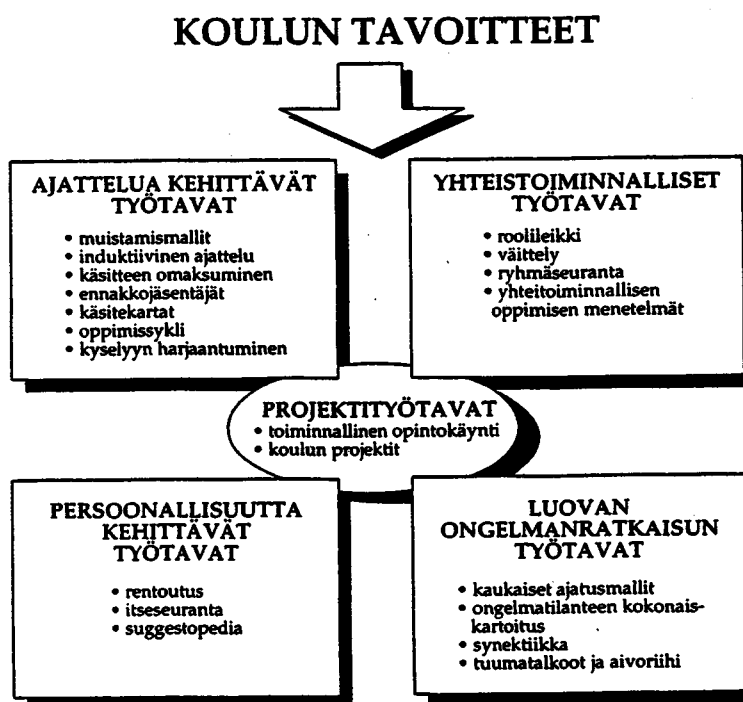 KOULUN TAVOITTEET
AJATTELUA KEHITTÄVÄT
TYÖTAVAT
• muistamismallit
• induktiivinen ajattelu
• käsitteen omaksuminen
• ennakkojäsentäjät
• käsitekartat
• oppimissykli
• kyselyyn harjaantuminen
YHTEISTOIMINNALLISET
TYÖTAVAT
• roolileikki
• väittely
• ryhmäseuranta
• yhteitoiminnallisen
oppimisen menetelmät
PROJEKTITYÖTAVAT
• toiminnallinen opintokäynti
• koulun projektit
PERSOONALLISUUTTA
KEHITTÄVÄT
TYÖTAVAT
• rentoutus
• itseseuranta
• suggestopedia
LUOVAN
ONGELMANRATKAISUN
TYÖTAVAT
• kaukaiset ajatusmallit
• ongelmatilanteen kokonais-
kartoitus
• synektiikka
• tuumatalkoot ja aivoriihi